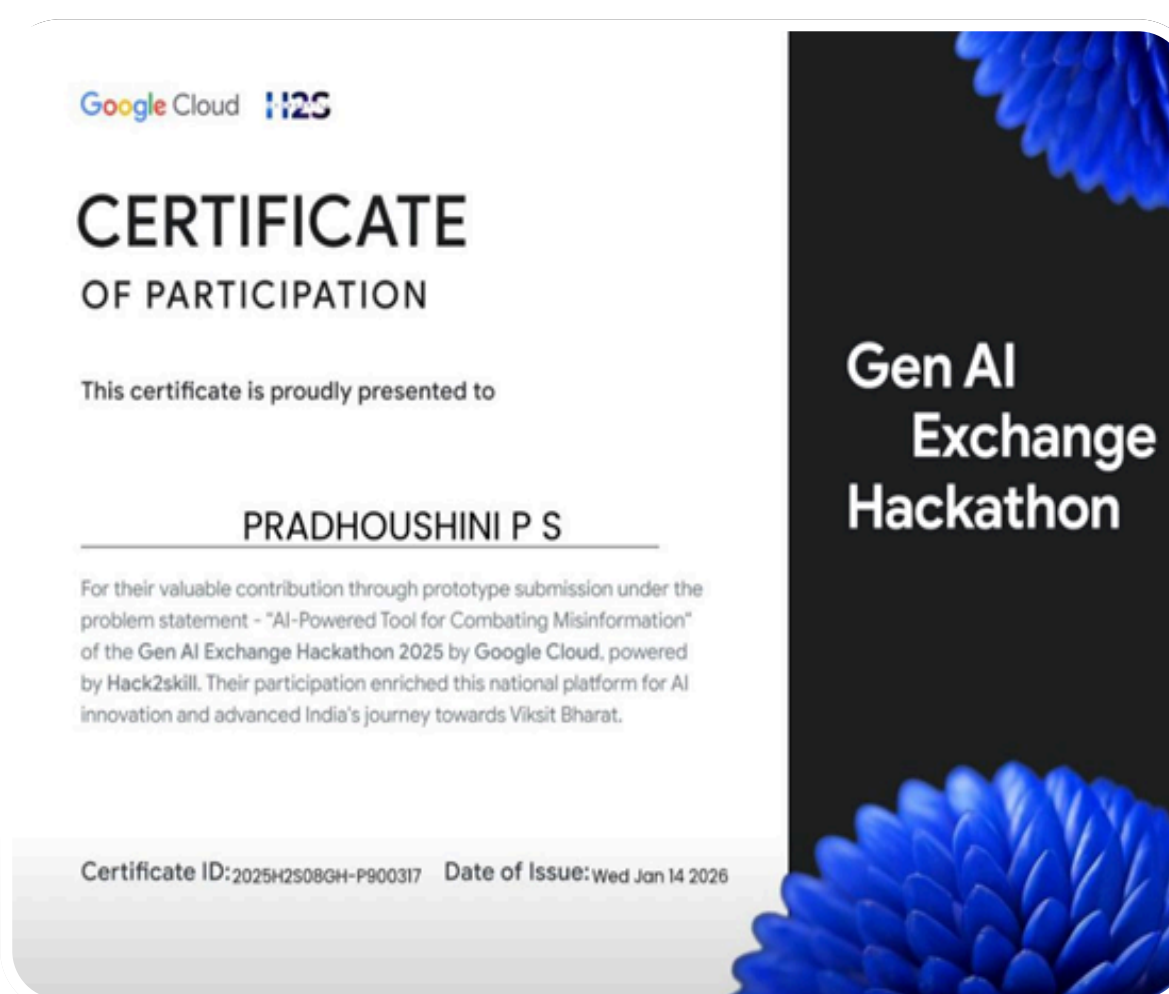 Google Cloud H2S
CERTIFICATE
OF PARTICIPATION
This certificate is proudly presented to
PRADHOUSHINI P S
For their valuable contribution through prototype submission under the
problem statement - "AI-Powered Tool for Combating Misinformation"
of the Gen AI Exchange Hackathon 2025 by Google Cloud, powered
by Hack2skill. Their participation enriched this national platform for AI
innovation and advanced India's journey towards Viksit Bharat.
Certificate ID:2025H2S08GH-P900317 Date of Issue:Wed Jan 14 2026
Gen AI
Exchange
Hackathon